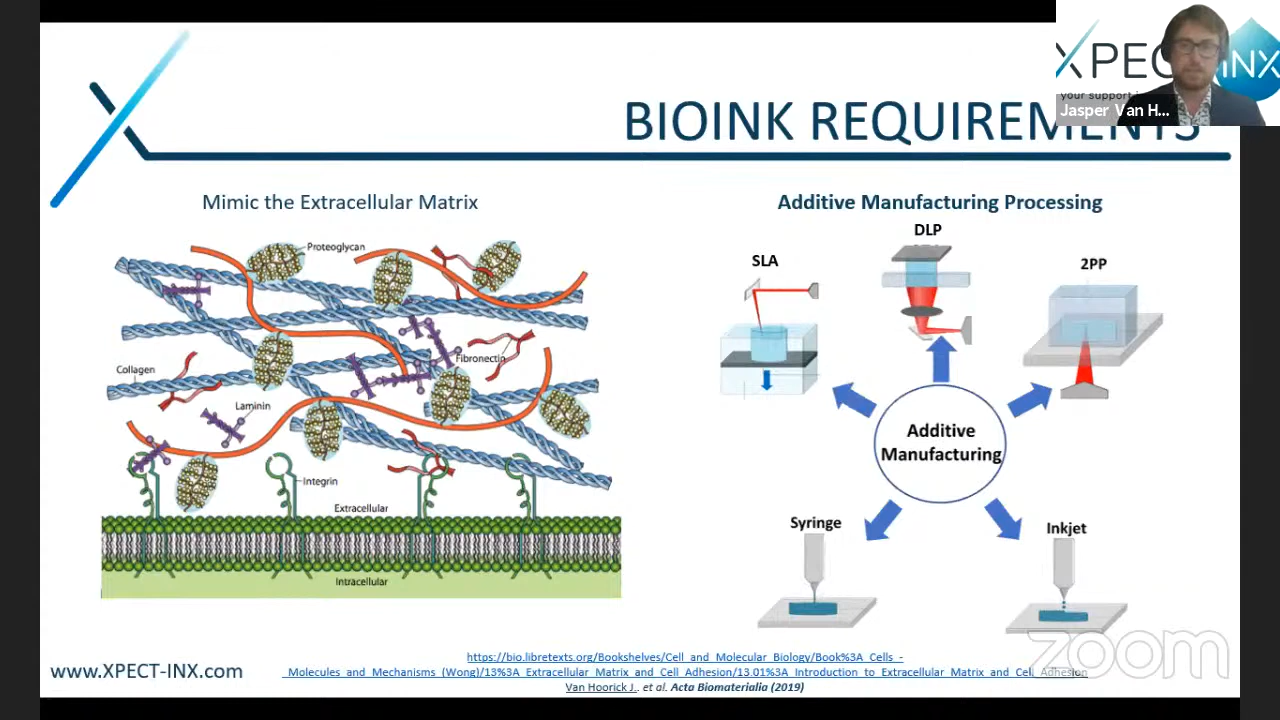 XPECT-INX
your support i
Jasper Van H...
BIOINK REQUIREMENTS
Mimic the Extracellular Matrix
Proteoglycan
Collagen
Fibronectin
Laminin
Integrin
Extracellular
Intracellular
Additive Manufacturing Processing
DLP
SLA
2PP
Additive
Manufacturing
Syringe
Inkjet
zoom
www.XPECT-INX.com
https://bio.libretexts.org/Bookshelves/Cell_and_Molecular_Biology/Book%3A_Cells_-
_Molecules_and_Mechanisms_(Wong)/13%3A_Extracellular_Matrix_and_Cell_Adhesion/13.01%3A_Introduction_to_Extracellular_Matrix_and_Cell_Adhesion
Van Hoorick J.. et al. Acta Biomaterialia (2019)